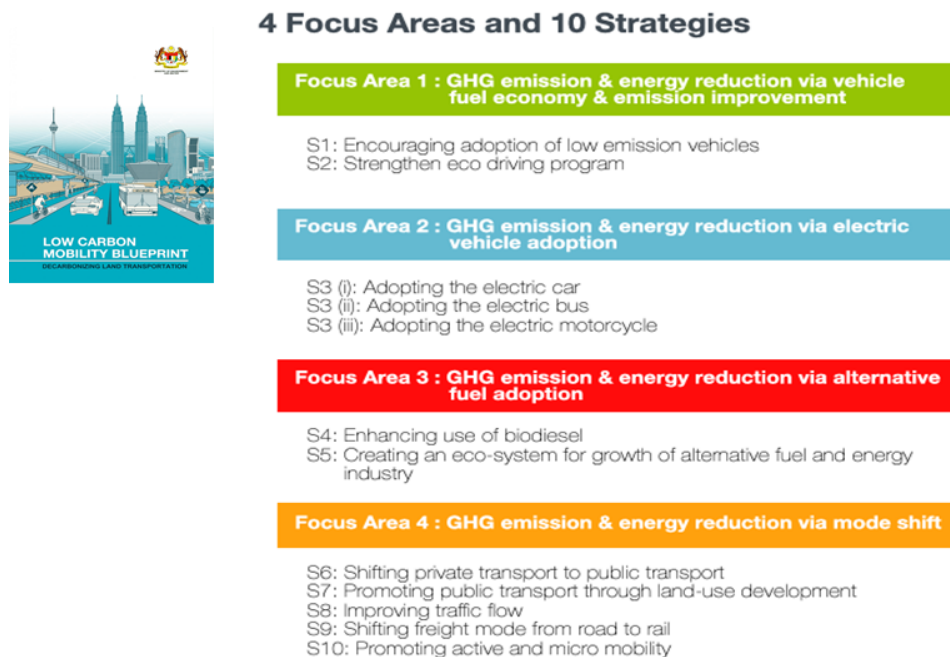 4 Focus Areas and 10 Strategies
LOW CARBON
MOBILITY BLUEPRINT
DECARBONIZING LAND TRANSPORTATION
Focus Area 1 : GHG emission & energy reduction via vehicle
fuel economy & emission improvement
S1: Encouraging adoption of low emission vehicles
S2: Strengthen eco driving program
Focus Area 2 : GHG emission & energy reduction via electric
vehicle adoption
S3 (i): Adopting the electric car
S3 (ii): Adopting the electric bus
S3 (iii): Adopting the electric motorcycle
Focus Area 3 : GHG emission & energy reduction via alternative
fuel adoption
S4: Enhancing use of biodiesel
S5: Creating an eco-system for growth of alternative fuel and energy
industry
Focus Area 4 : GHG emission & energy reduction via mode shift
S6: Shifting private transport to public transport
S7: Promoting public transport through land-use development
S8: Improving traffic flow
S9: Shifting freight mode from road to rail
S10: Promoting active and micro mobility